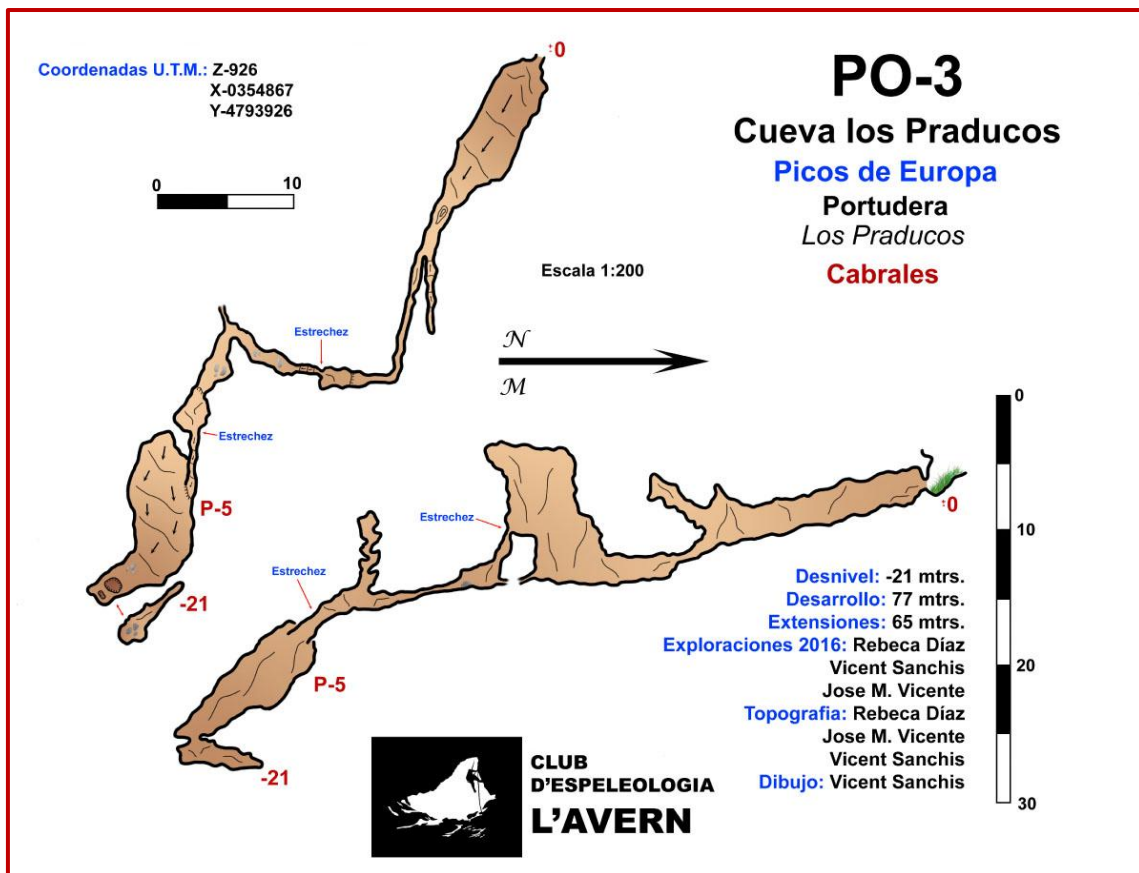 Coordenadas U.T.M.: Z-926
X-0354867
Y-4793926
0 10
±0
PO-3
Cueva los Praducos
Picos de Europa
Portudera
Los Praducos
Cabrales
Escala 1:200
Estrechez
N
M
Estrechez
P-5
-21
Estrechez
Estrechez
P-5
-21
±0
0
10
20
30
Desnivel: -21 mtrs.
Desarrollo: 77 mtrs.
Extensiones: 65 mtrs.
Exploraciones 2016: Rebeca Díaz
Vicent Sanchis
Jose M. Vicente
Topografia: Rebeca Díaz
Jose M. Vicente
Vicent Sanchis
Dibujo: Vicent Sanchis
CLUB
D'ESPELEOLOGIA
L'AVERN